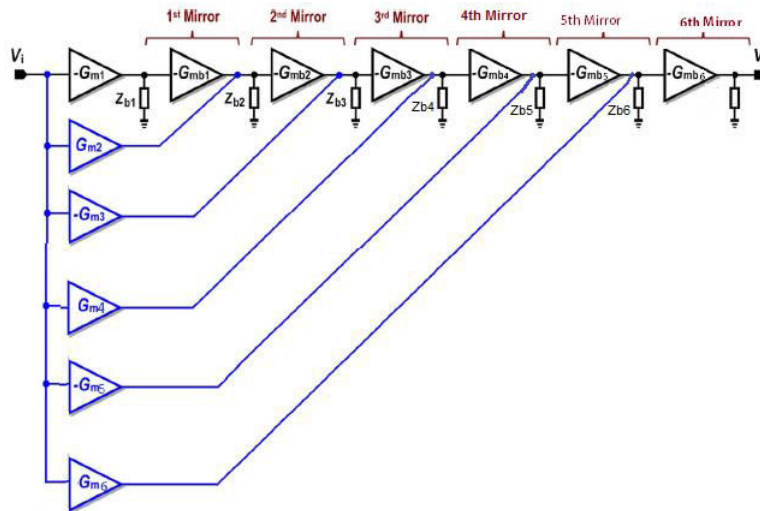 1st Mirror 2nd Mirror 3rd Mirror 4th Mirror 5th Mirror 6th Mirror
Vi V
-Gm1 -Gmb1 -Gmb2 -Gmb3 -Gmb4 -Gmb5 -Gmb6
Zb1 Zb2 Zb3 Zb4 Zb5 Zb6
Gm2
-Gm3
Gm4
-Gm5
Gm6